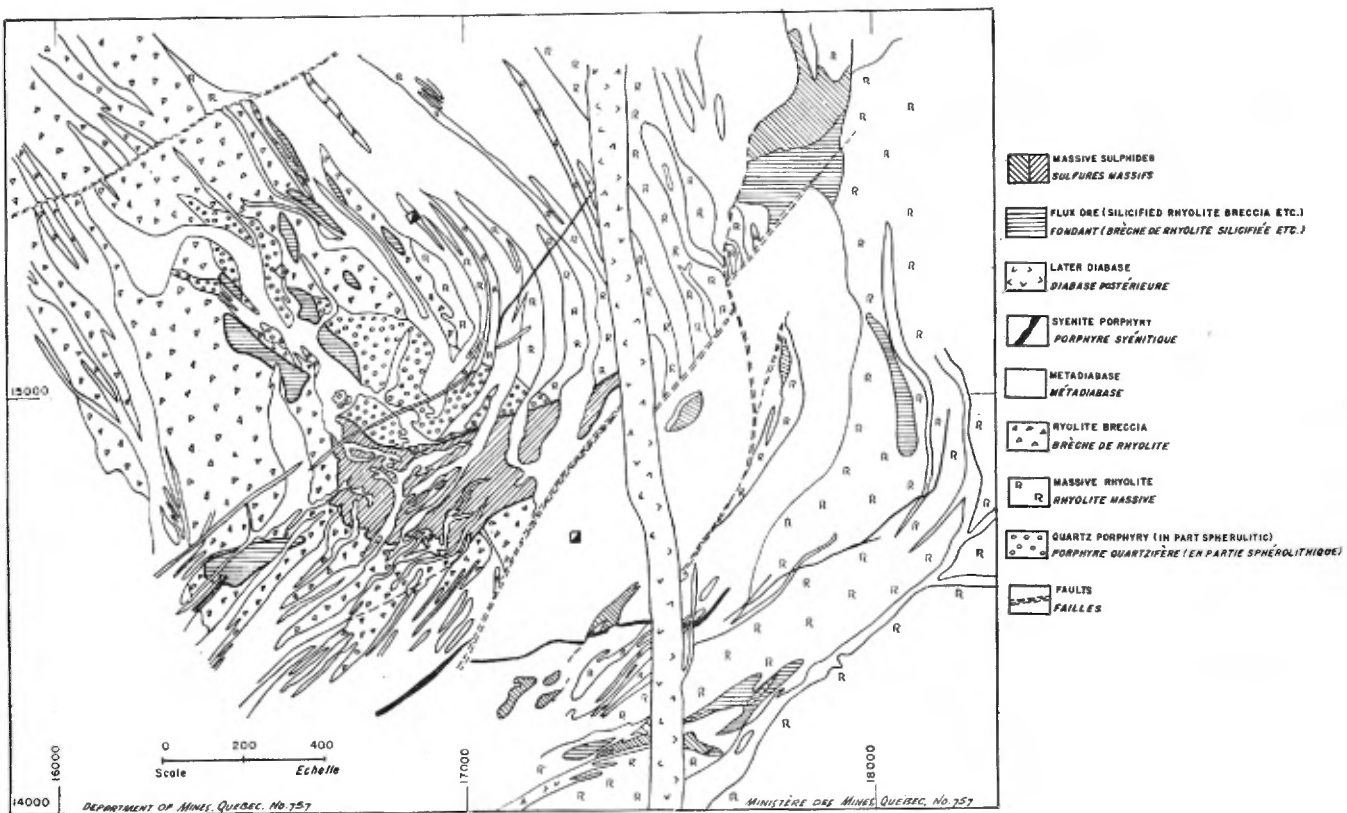 15000
0 200 400
Scale Echelle
16000
17000
18000
14000
DEPARTMENT OF MINES, QUEBEC, NO. 757
MINISTÈRE DES MINES, QUEBEC, NO. 757
MASSIVE SULPHIDES
SULFURES MASSIFS
FLUX ORE (SILICIFIED RHYOLITE BRECCIA ETC.)
FONDANT (BRÈCHE DE RHYOLITE SILICIFIÉE ETC.)
LATER DIABASE
DIABASE POSTÉRIEURE
SYENITE PORPHYRY
PORPHYRE SYÉNITIQUE
METADIABASE
MÉTADIABASE
RYOLITE BRECCIA
BRÈCHE DE RHYOLITE
MASSIVE RHYOLITE
RHYOLITE MASSIVE
QUARTZ PORPHYRY (IN PART SPHERULITIC)
PORPHYRE QUARTZIFÈRE (EN PARTIE SPHÉROLITHIQUE)
FAULTS
FAILLES